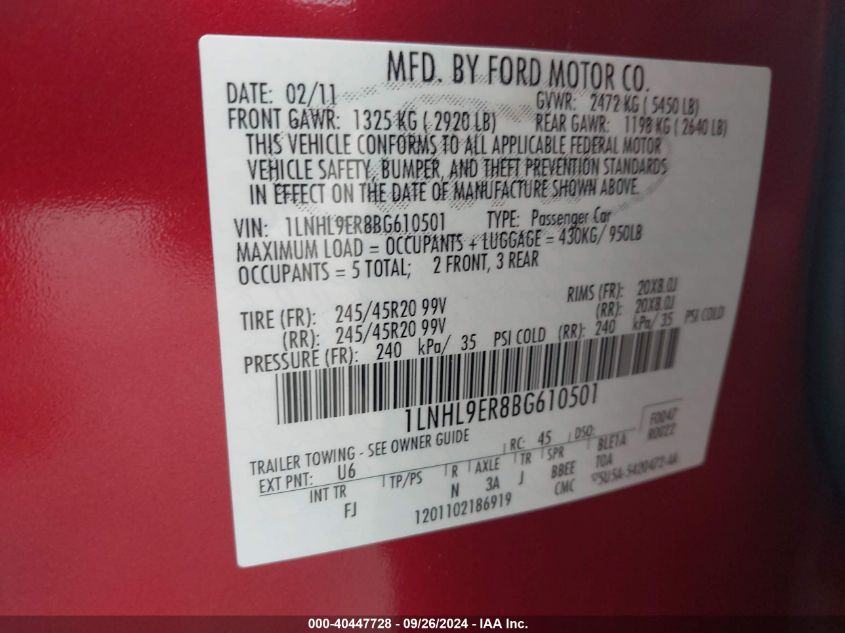 MFD. BY FORD MOTOR CO.
DATE: 02/11 GVWR: 2472 KG ( 5450 LB)
FRONT GAWR: 1325 KG ( 2920 LB) REAR GAWR: 1198 KG ( 2640 LB)
THIS VEHICLE CONFORMS TO ALL APPLICABLE FEDERAL MOTOR
VEHICLE SAFETY, BUMPER, AND THEFT PREVENTION STANDARDS
IN EFFECT ON THE DATE OF MANUFACTURE SHOWN ABOVE.
VIN: 1LNHL9ER8BG610501 TYPE: Passenger Car
MAXIMUM LOAD = OCCUPANTS + LUGGAGE = 430KG/ 950LB
OCCUPANTS = 5 TOTAL; 2 FRONT, 3 REAR
TIRE (FR): 245/45R20 99V RIMS (FR): 20X8.0J
(RR): 245/45R20 99V (RR): 20X8.0J
PRESSURE (FR): 240 kPa/ 35 PSI COLD (RR): 240 kPa/ 35 PSI COLD
1LNHL9ER8BG610501
F0047
R0022
TRAILER TOWING - SEE OWNER GUIDE RC: 45 DSO:
EXT PNT: U6
INT TR TP/PS R AXLE TR SPR BLETA
FJ N 3A J BBEE TOA
1201102186919 CMC
000-40447728 - 09/26/2024 - IAA Inc.